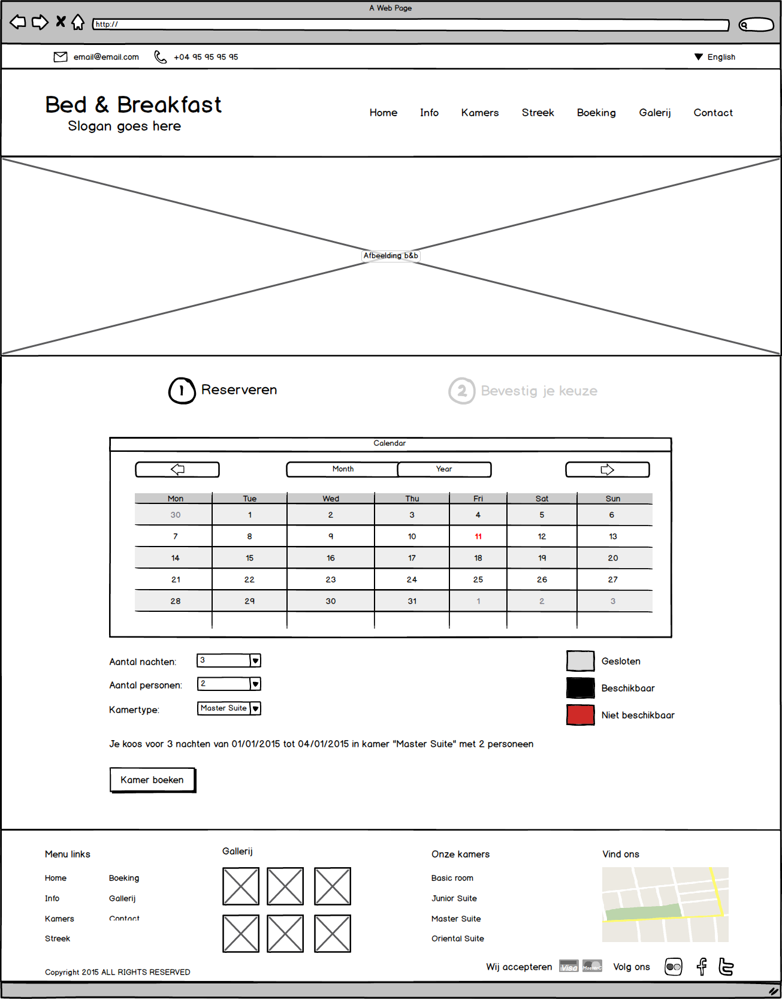 A Web Page
http://
email@email.com +04 95 95 95 95 English
Bed & Breakfast
Slogan goes here
Home Info Kamers Streek Boeking Galerij Contact
Afbeelding b&b
1 Reserveren 2 Bevestig je keuze
Calendar
Month Year
Mon Tue Wed Thu Fri Sat Sun
30 1 2 3 4 5 6
7 8 9 10 11 12 13
14 15 16 17 18 19 20
21 22 23 24 25 26 27
28 29 30 31 1 2 3
Aantal nachten: 3
Aantal personen: 2
Kamertype: Master Suite
Gesloten
Beschikbaar
Niet beschikbaar
Je koos voor 3 nachten van 01/01/2015 tot 04/01/2015 in kamer "Master Suite" met 2 personeen
Kamer boeken
Menu links
Home
Info
Kamers
Streek
Boeking
Gallerij
Contact
Gallerij
Onze kamers
Basic room
Junior Suite
Master Suite
Oriental Suite
Vind ons
Wij accepteren Visa MasterC Volg ons
Copyright 2015 ALL RIGHTS RESERVED